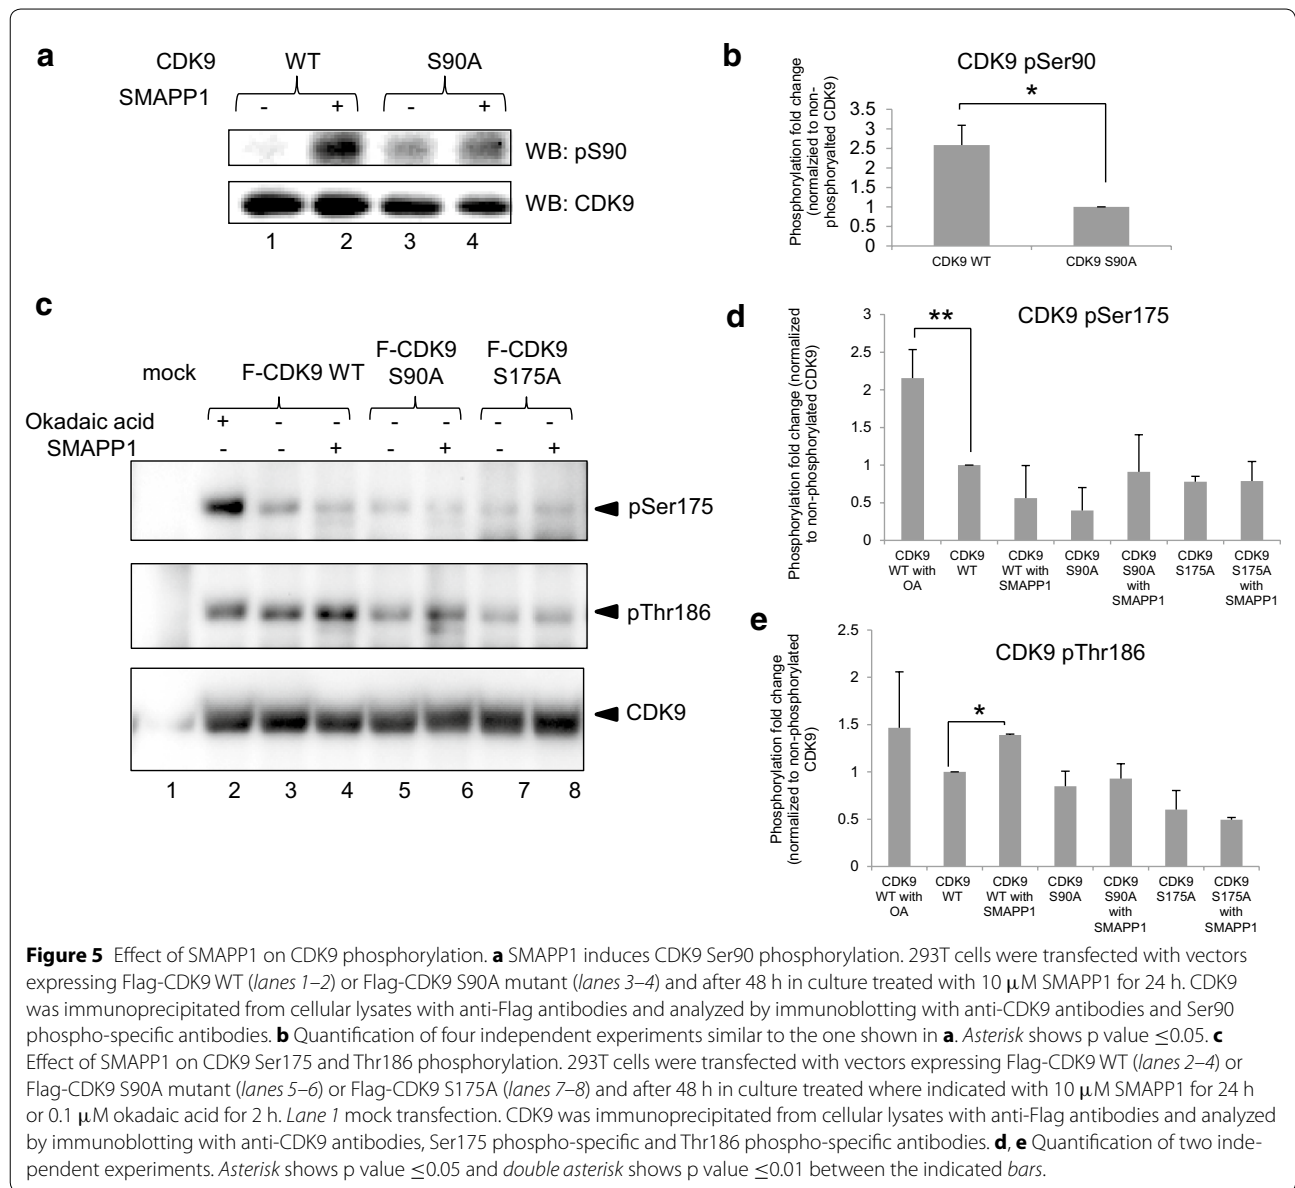 a
CDK9 WT S90A
SMAPP1 - + - +
WB: pS90
WB: CDK9
1 2 3 4
b
CDK9 pSer90
Phosphorylation fold change
(normalzied to non-
phosphoryalted CDK9)
*
3.5
3
2.5
2
1.5
1
0.5
0
CDK9 WT CDK9 S90A
c
mock F-CDK9 WT F-CDK9 S90A F-CDK9 S175A
Okadaic acid + - - - - - -
SMAPP1 - - + - + - +
pSer175
pThr186
CDK9
1 2 3 4 5 6 7 8
d
CDK9 pSer175
Phosphorylation fold change (normalized
to non-phosphorylated CDK9)
**
3
2.5
2
1.5
1
0.5
0
CDK9 WT with OA
CDK9 WT
CDK9 WT with SMAPP1
CDK9 S90A
CDK9 S90A with SMAPP1
CDK9 S175A
CDK9 S175A with SMAPP1
e
CDK9 pThr186
Phosphorylation fold change
(normalized to non-phosphorylated
CDK9)
*
2.5
2
1.5
1
0.5
0
CDK9 WT with OA
CDK9 WT
CDK9 WT with SMAPP1
CDK9 S90A
CDK9 S90A with SMAPP1
CDK9 S175A
CDK9 S175A with SMAPP1
Figure 5 Effect of SMAPP1 on CDK9 phosphorylation. a SMAPP1 induces CDK9 Ser90 phosphorylation. 293T cells were transfected with vectors
expressing Flag-CDK9 WT (lanes 1–2) or Flag-CDK S90A mutant (lanes 3–4) and after 48 h in culture treated with 10 μM SMAPP1 for 24 h. CDK9
was immunoprecipitated from cellular lysates with anti-Flag antibodies and analyzed by immunoblotting with anti-CDK9 antibodies and Ser90
phospho-specific antibodies. b Quantification of four independent experiments similar to the one shown in a. Asterisk shows p value ≤0.05. c
Effect of SMAPP1 on CDK9 Ser175 and Thr186 phosphorylation. 293T cells were transfected with vectors expressing Flag-CDK9 WT (lanes 2–4) or
Flag-CDK9 S90A mutant (lanes 5–6) or Flag-CDK9 S175A (lanes 7–8) and after 48 h in culture treated where indicated with 10 μM SMAPP1 for 24 h
or 0.1 μM okadaic acid for 2 h. Lane 1 mock transfection. CDK9 was immunoprecipitated from cellular lysates with anti-Flag antibodies and analyzed
by immunoblotting with anti-CDK9 antibodies, Ser175 phospho-specific and Thr186 phospho-specific antibodies. d, e Quantification of two inde-
pendent experiments. Asterisk shows p value ≤0.05 and double asterisk shows p value ≤0.01 between the indicated bars.